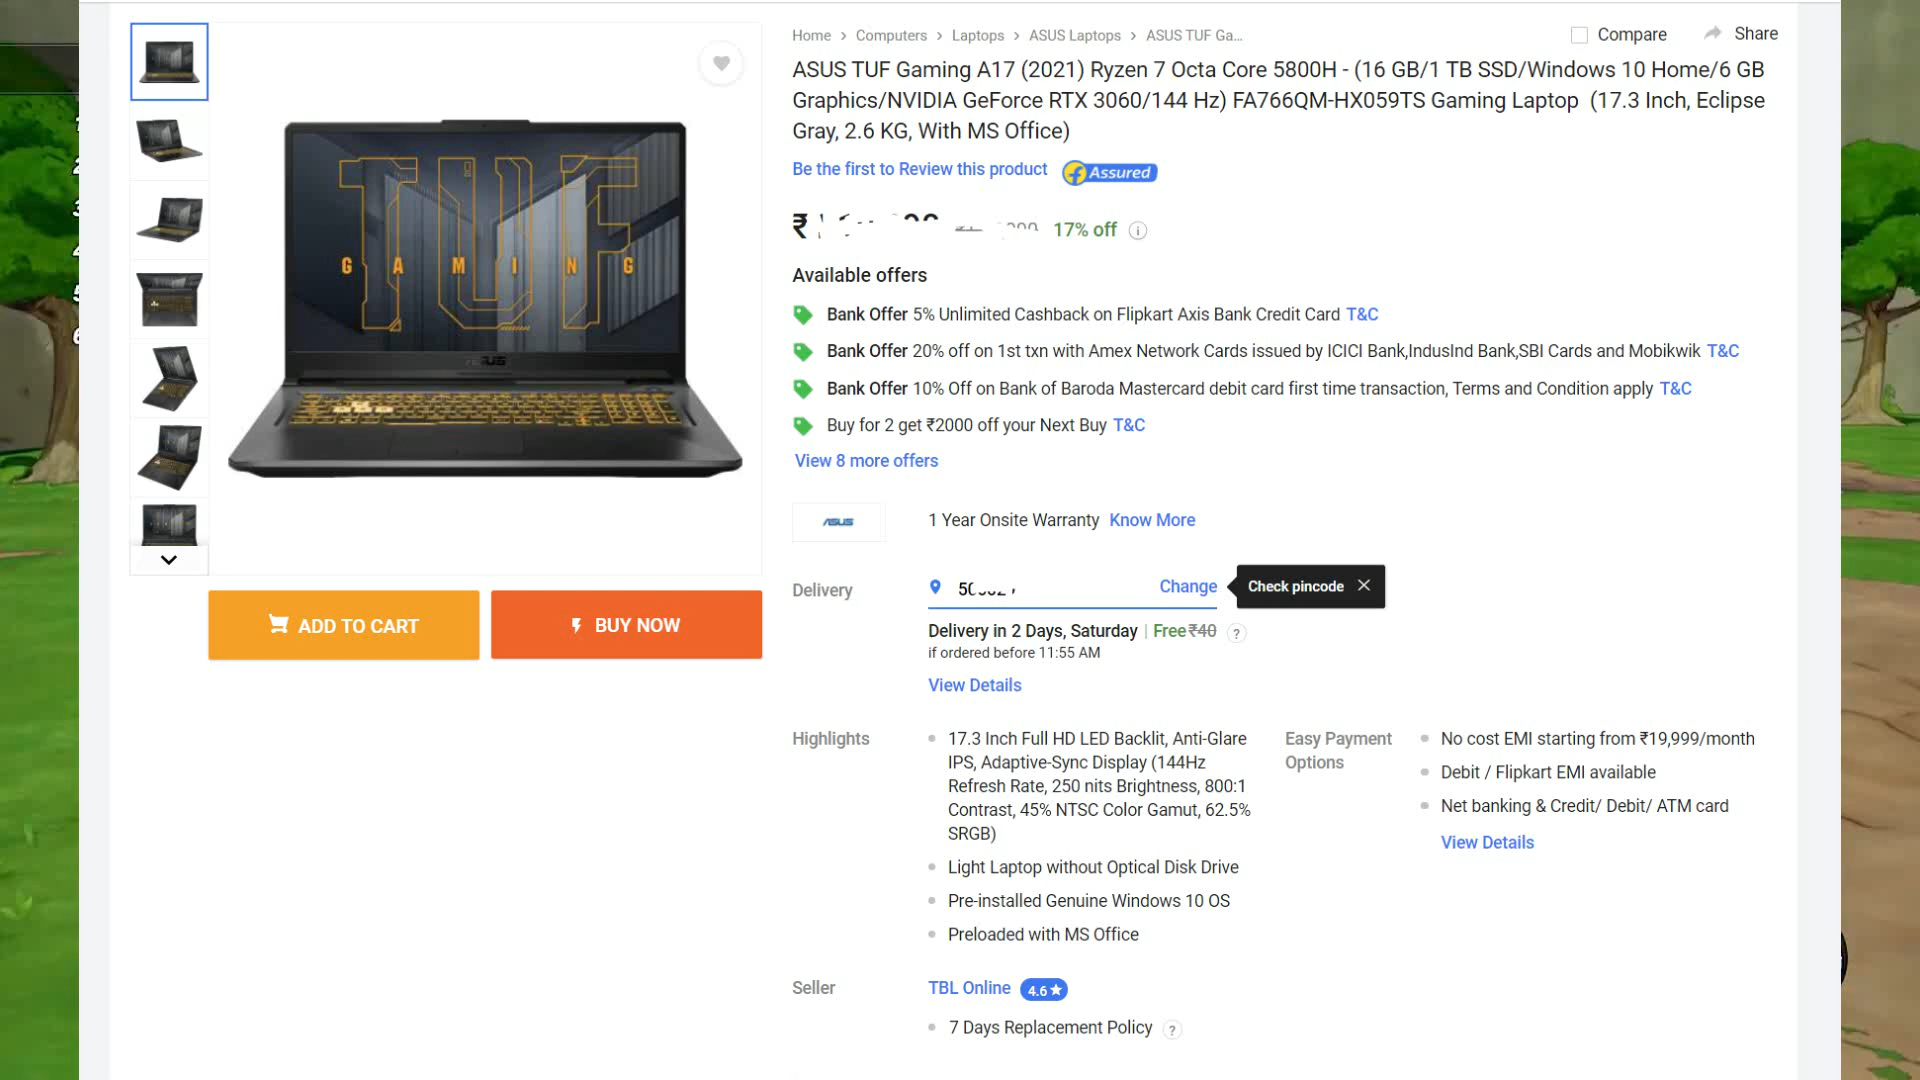 Home > Computers > Laptops > ASUS Laptops > ASUS TUF Ga...
Compare
Share
ASUS TUF Gaming A17 (2021) Ryzen 7 Octa Core 5800H - (16 GB/1 TB SSD/Windows 10 Home/6 GB
Graphics/NVIDIA GeForce RTX 3060/144 Hz) FA766QM-HX059TS Gaming Laptop (17.3 Inch, Eclipse
Gray, 2.6 KG, With MS Office)
Be the first to Review this product
Assured
₹
17% off
TUF
GAMING
ASUS
Available offers
Bank Offer 5% Unlimited Cashback on Flipkart Axis Bank Credit Card T&C
Bank Offer 20% off on 1st txn with Amex Network Cards issued by ICICI Bank,IndusInd Bank,SBI Cards and Mobikwik T&C
Bank Offer 10% Off on Bank of Baroda Mastercard debit card first time transaction, Terms and Condition apply T&C
Buy for 2 get ₹2000 off your Next Buy T&C
View 8 more offers
ASUS
1 Year Onsite Warranty Know More
Delivery
Change
Check pincode ×
Delivery in 2 Days, Saturday | Free ₹40 ?
if ordered before 11:55 AM
View Details
ADD TO CART
BUY NOW
Highlights
17.3 Inch Full HD LED Backlit, Anti-Glare
IPS, Adaptive-Sync Display (144Hz
Refresh Rate, 250 nits Brightness, 800:1
Contrast, 45% NTSC Color Gamut, 62.5%
SRGB)
Light Laptop without Optical Disk Drive
Pre-installed Genuine Windows 10 OS
Preloaded with MS Office
Easy Payment
Options
No cost EMI starting from ₹19,999/month
Debit / Flipkart EMI available
Net banking & Credit/ Debit/ ATM card
View Details
Seller
TBL Online 4.6★
7 Days Replacement Policy ?